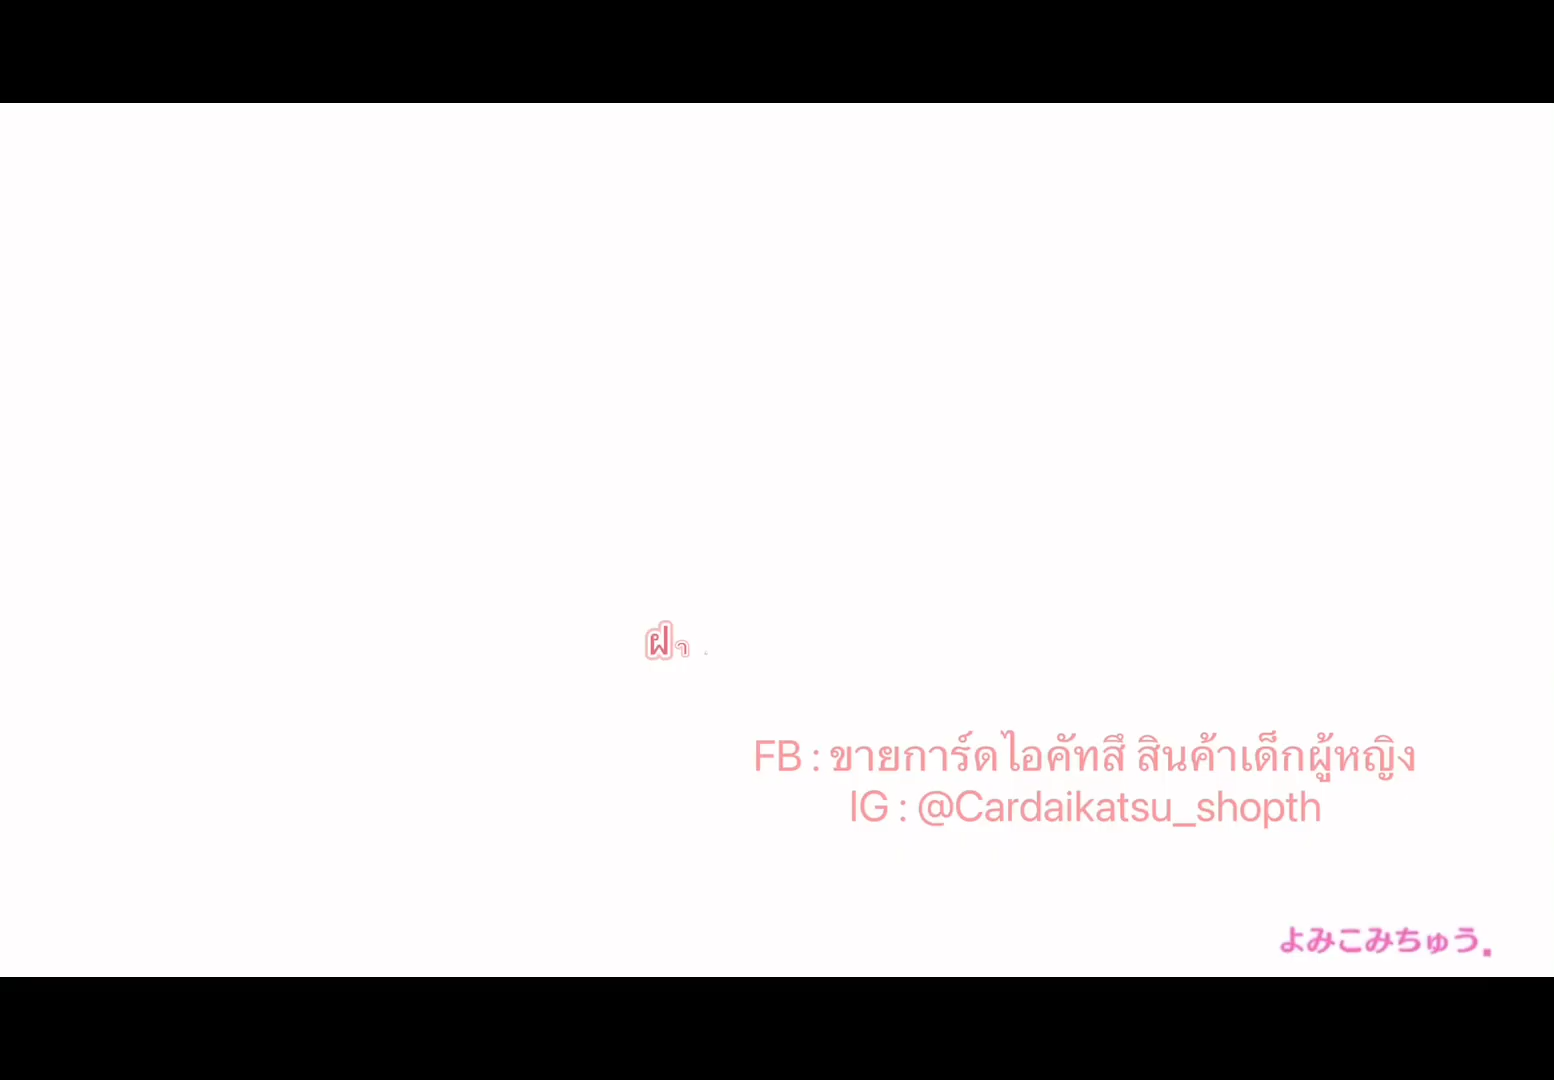 ฝา
FB : ขายการ์ดไอคัทสึ สินค้าเด็กผู้หญิง
IG : @Cardaikatsu_shopth
よみこみちゅう.